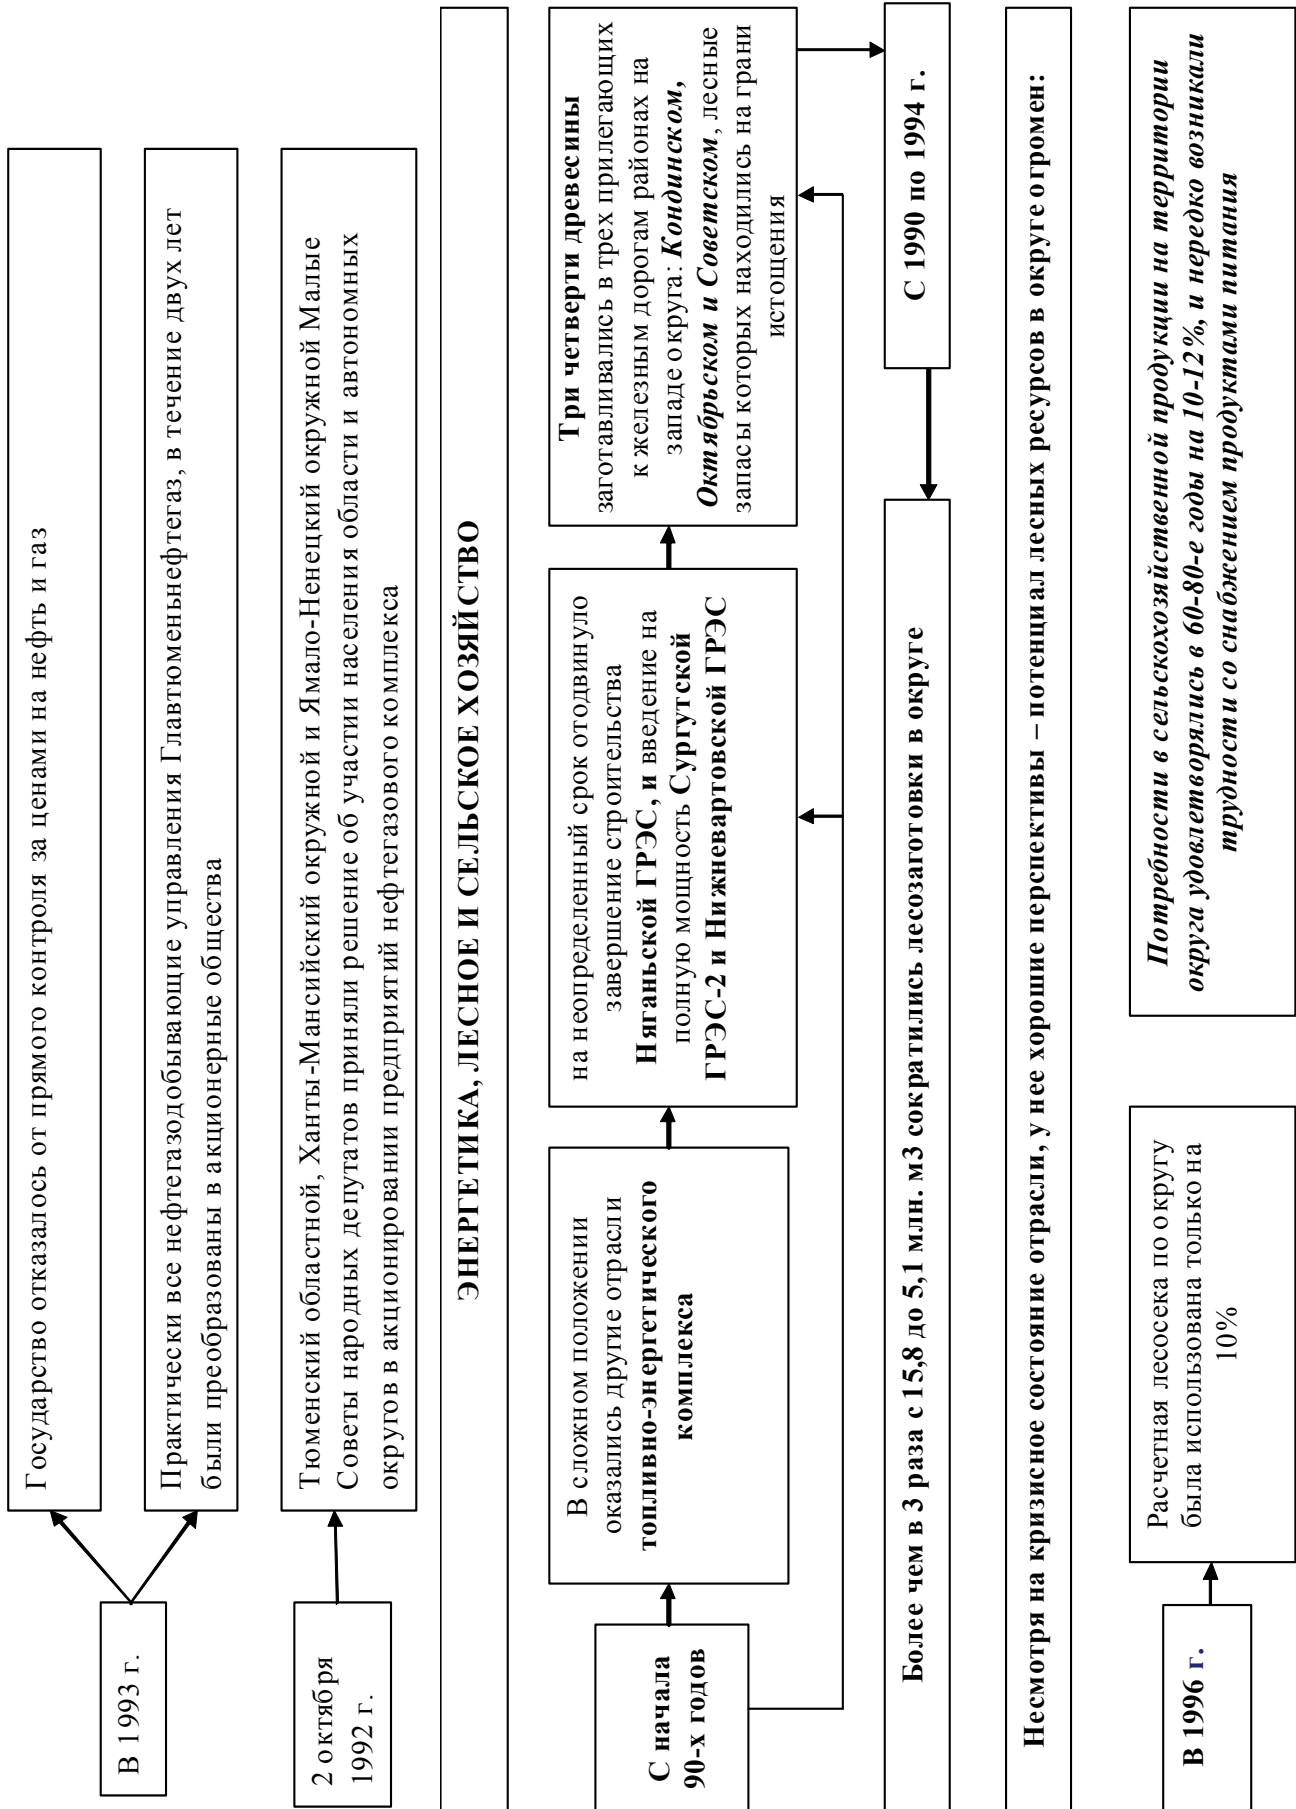 В 1993 г.
Государство отказалось от прямого контроля за ценами на нефть и газ
Практически все нефтегазодобывающие управления Главтюменьнефтегаз, в течение двух лет
были преобразованы в акционерные общества
2 октября
1992 г.
Тюменский областной, Ханты-Мансийский окружной и Ямало-Ненецкий окружной Малые
Советы народных депутатов приняли решение об участии населения области и автономных
округов в акционировании предприятий нефтегазового комплекса
ЭНЕРГЕТИКА, ЛЕСНОЕ И СЕЛЬСКОЕ ХОЗЯЙСТВО
С начала
90-х годов
В сложном положении
оказались другие отрасли
топливно-энергетического
комплекса
на неопределенный срок отодвинуло
завершение строительства
Няганьской ГРЭС, и введение на
полную мощность Сургутской
ГРЭС-2 и Нижневартовской ГРЭС
Три четверти древесины
заготавливались в трех прилегающих
к железным дорогам районах на
западе округа: Кондинском,
Октябрьском и Советском, лесные
запасы которых находились на грани
истощения
С 1990 по 1994 г.
Более чем в 3 раза с 15,8 до 5,1 млн. м3 сократились лесозаготовки в округе
Несмотря на кризисное состояние отрасли, у нее хорошие перспективы – потенциал лесных ресурсов в округе огромен:
В 1996 г.
Расчетная лесосека по округу
была использована только на
10%
Потребности в сельскохозяйственной продукции на территории
округа удовлетворялись в 60-80-е годы на 10-12%, и нередко возникали
трудности со снабжением продуктами питания